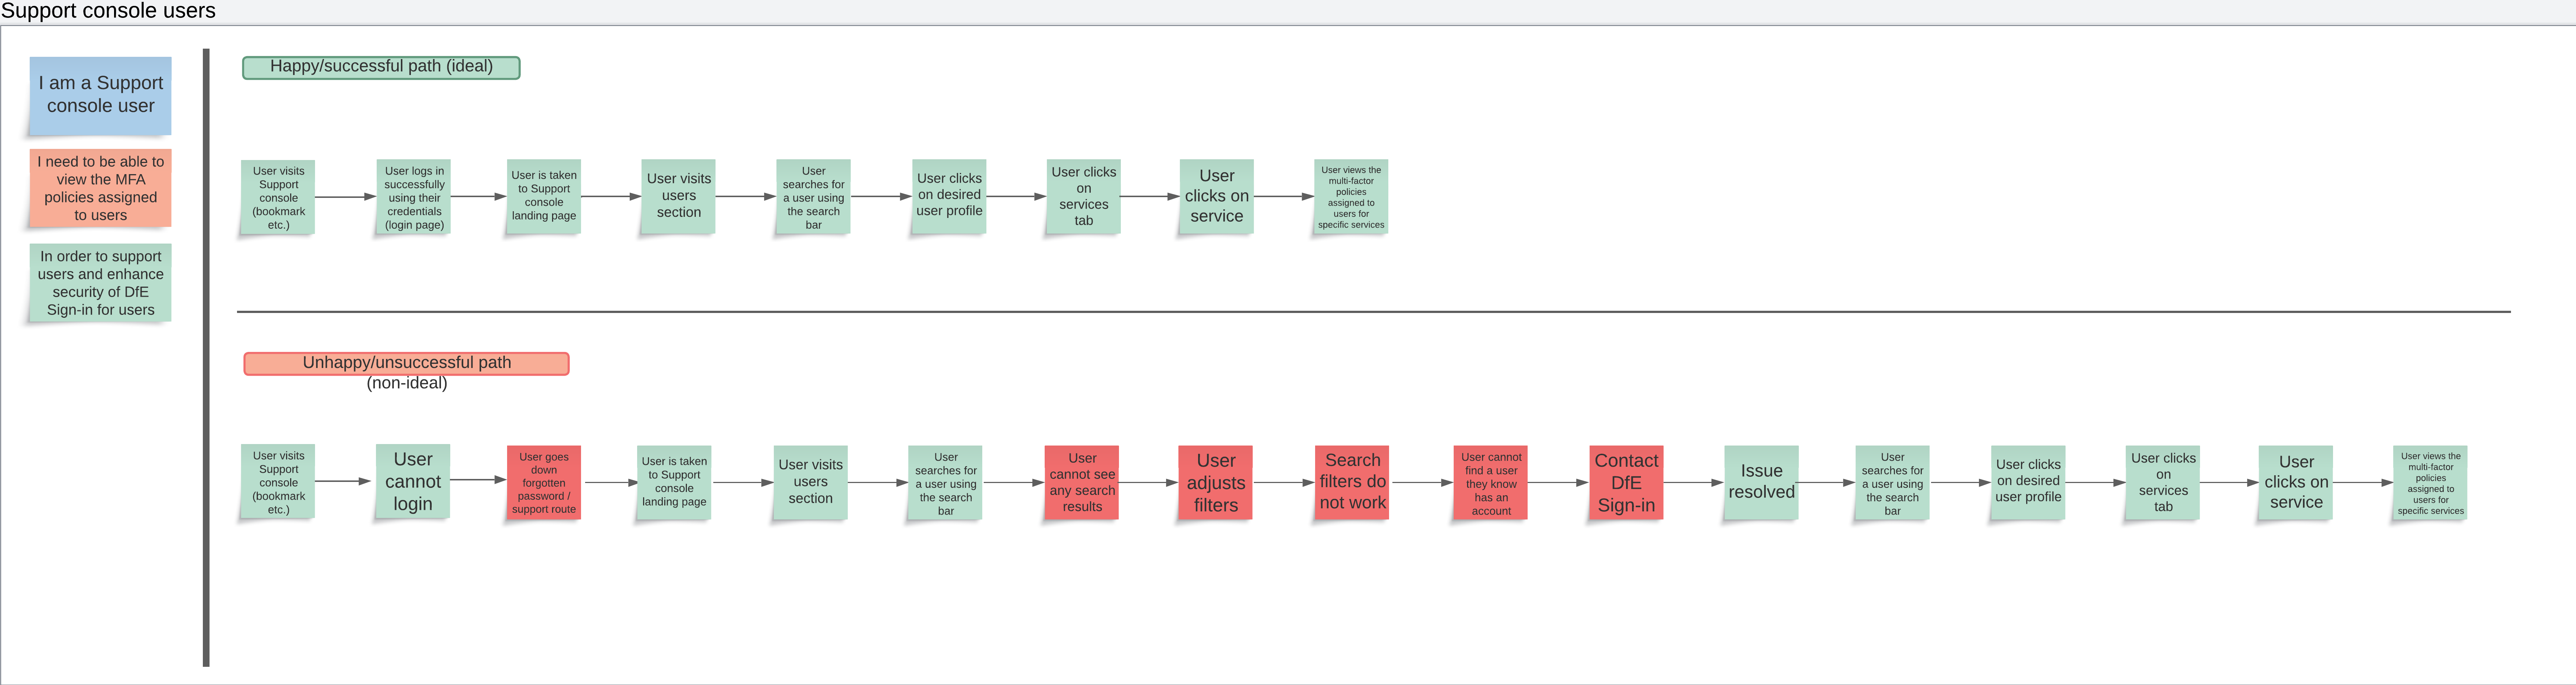 Support console users
I am a Support
console user
I need to be able to
view the MFA
policies assigned
to users
In order to support
users and enhance
security of DfE
Sign-in for users
Happy/successful path (ideal)
User visits
Support
console
(bookmark
etc.)
User logs in
successfully
using their
credentials
(login page)
User is taken
to Support
console
landing page
User visits
users
section
User
searches for
a user using
the search
bar
User clicks
on desired
user profile
User clicks
on
services
tab
User
clicks on
service
User views the
multi-factor
policies
assigned to
users for
specific services
Unhappy/unsuccessful path
(non-ideal)
User visits
Support
console
(bookmark
etc.)
User
cannot
login
User goes
down
forgotten
password /
support route
User is taken
to Support
console
landing page
User visits
users
section
User
searches for
a user using
the search
bar
User
cannot see
any search
results
User
adjusts
filters
Search
filters do
not work
User cannot
find a user
they know
has an
account
Contact
DfE
Sign-in
Issue
resolved
User
searches for
a user using
the search
bar
User clicks
on desired
user profile
User clicks
on
services
tab
User
clicks on
service
User views the
multi-factor
policies
assigned to
users for
specific services